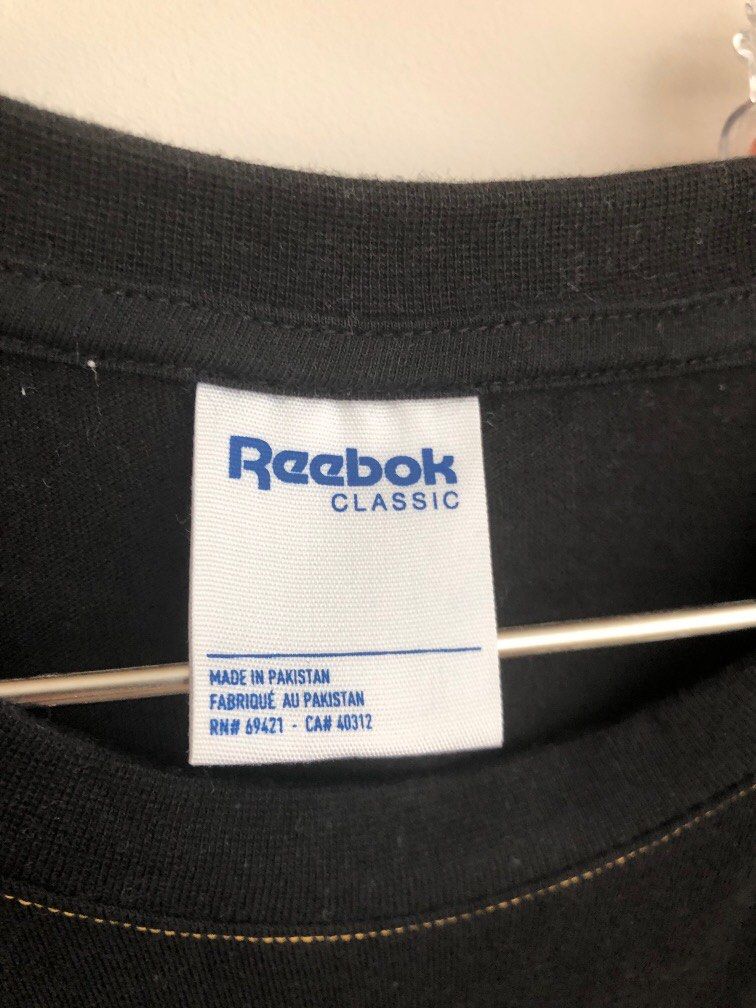 Reebok
CLASSIC
MADE IN PAKISTAN
FABRIQUÉ AU PAKISTAN
RN# 69421 - CA# 40312